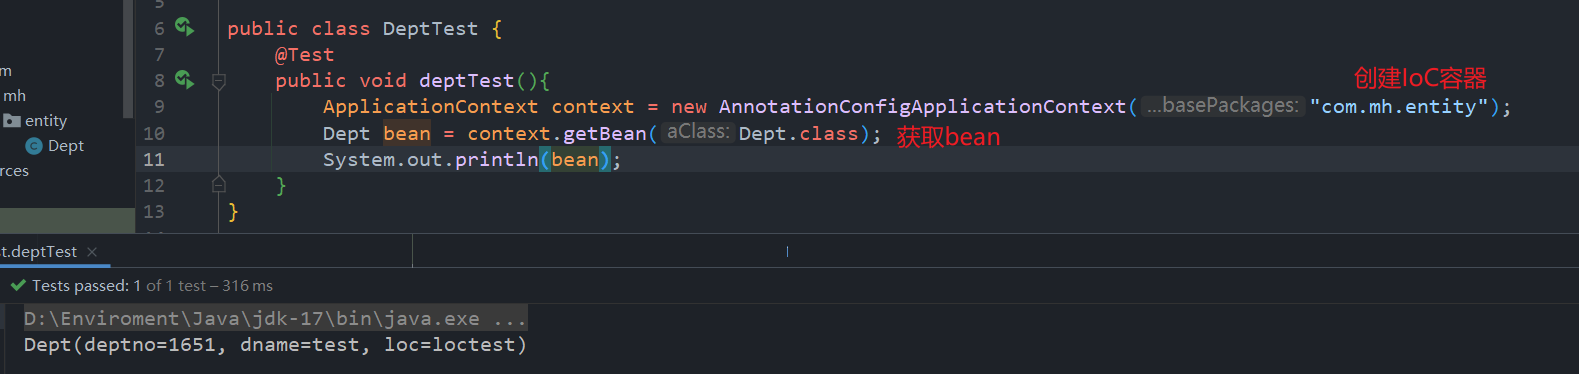 5
6 public class DeptTest {
7 @Test
8 public void deptTest(){
创建IoC容器
9 ApplicationContext context = new AnnotationConfigApplicationContext( ...basePackages: "com.mh.entity");
10 Dept bean = context.getBean( aClass: Dept.class); 获取bean
11 System.out.println(bean);
12 }
13 }
m
mh
entity
Dept
rces
t.deptTest ×
Tests passed: 1 of 1 test – 316 ms
D:\Enviroment\Java\jdk-17\bin\java.exe ...
Dept(deptno=1651, dname=test, loc=loctest)